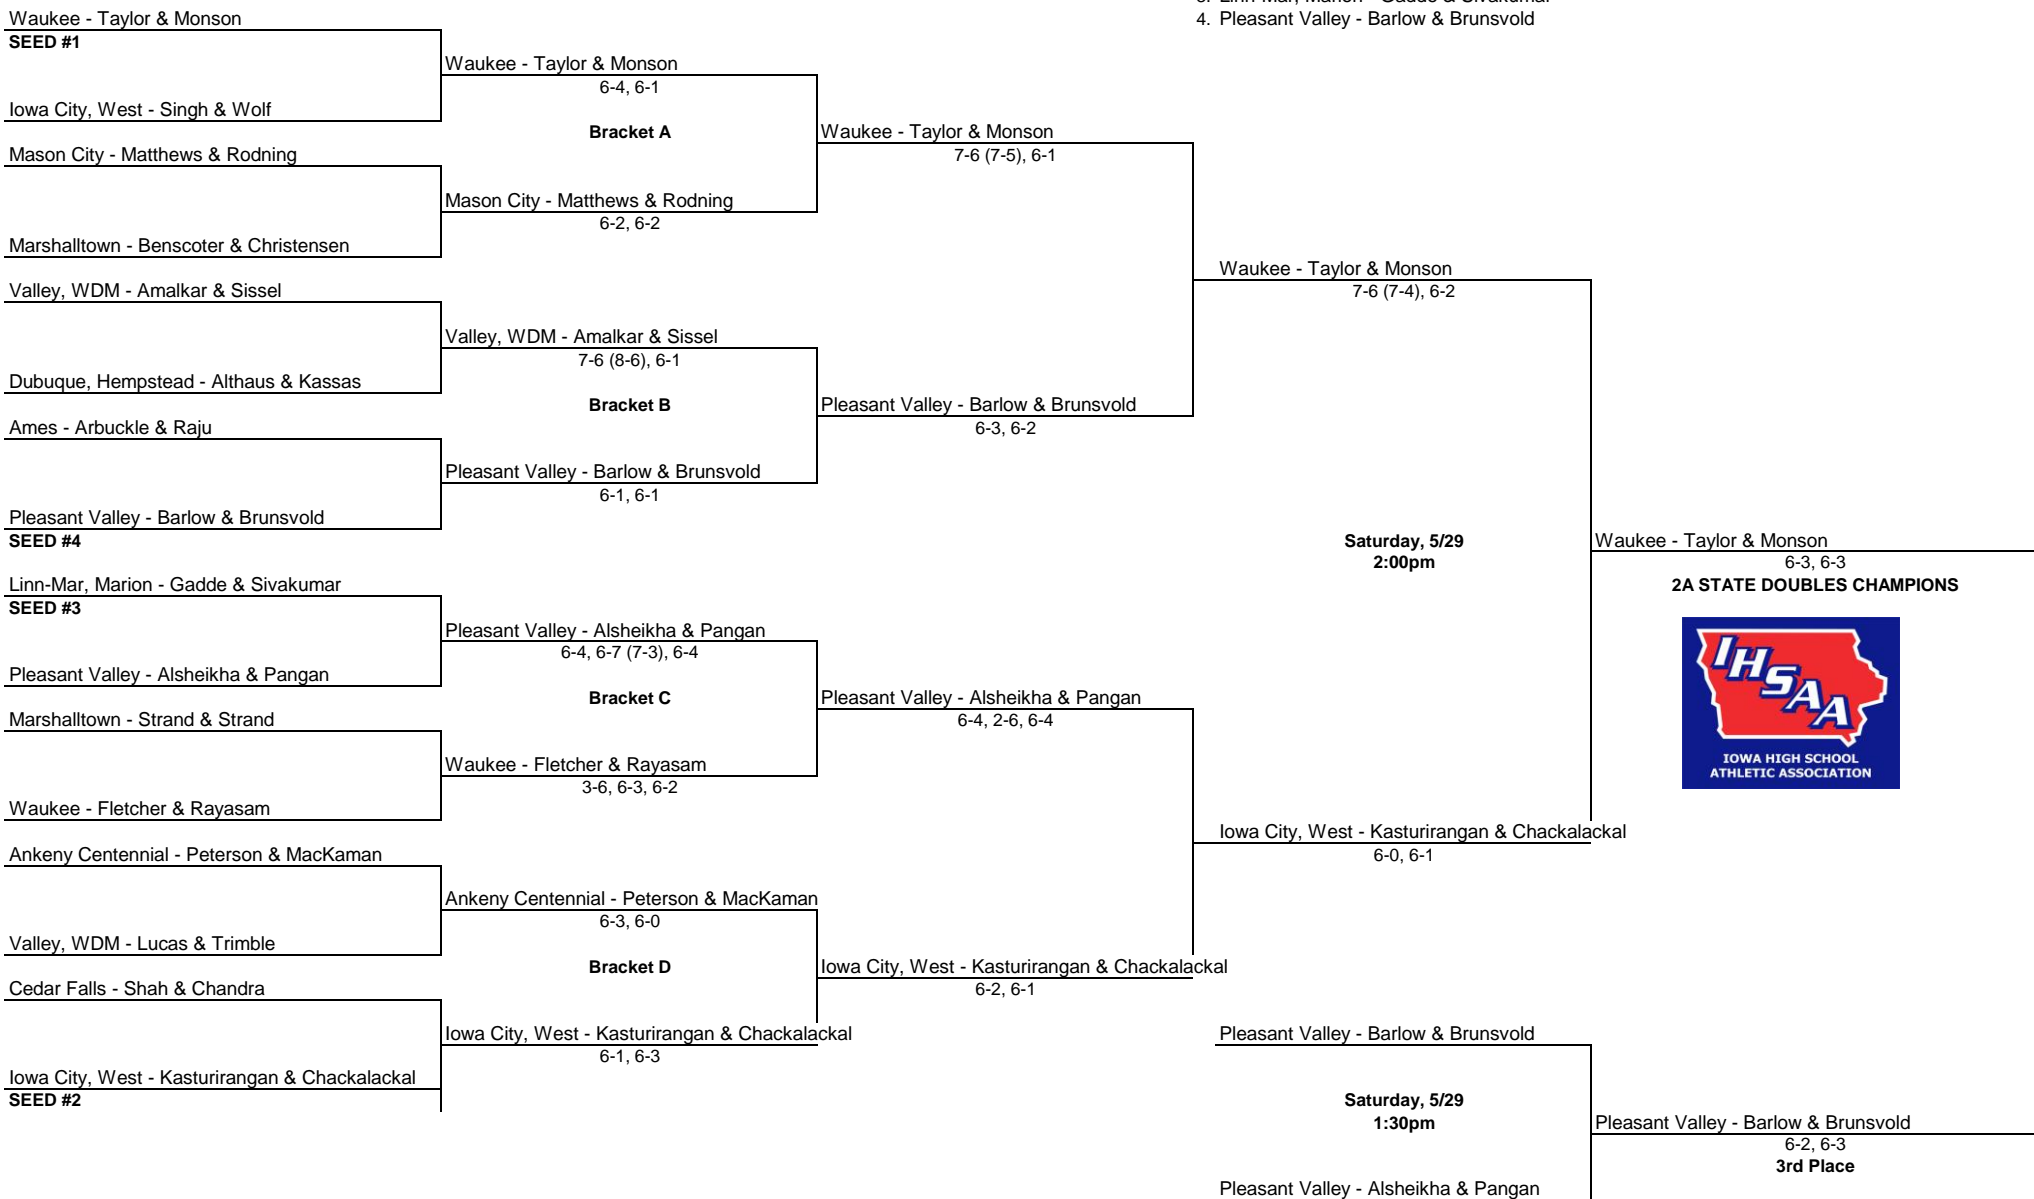 3. Linn-Mar, Marion - Gadde & Sivakumar
4. Pleasant Valley - Barlow & Brunsvold
Waukee - Taylor & Monson
SEED #1
Iowa City, West - Singh & Wolf
Mason City - Matthews & Rodning
Marshalltown - Benscoter & Christensen
Valley, WDM - Amalkar & Sissel
Dubuque, Hempstead - Althaus & Kassas
Ames - Arbuckle & Raju
Pleasant Valley - Barlow & Brunsvold
SEED #4
Linn-Mar, Marion - Gadde & Sivakumar
SEED #3
Pleasant Valley - Alsheikha & Pangan
Marshalltown - Strand & Strand
Waukee - Fletcher & Rayasam
Ankeny Centennial - Peterson & MacKaman
Valley, WDM - Lucas & Trimble
Cedar Falls - Shah & Chandra
Iowa City, West - Kasturirangan & Chackalackal
SEED #2
Waukee - Taylor & Monson
6-4, 6-1
Bracket A
Mason City - Matthews & Rodning
6-2, 6-2
Valley, WDM - Amalkar & Sissel
7-6 (8-6), 6-1
Bracket B
Pleasant Valley - Barlow & Brunsvold
6-1, 6-1
Pleasant Valley - Alsheikha & Pangan
6-4, 6-7 (7-3), 6-4
Bracket C
Waukee - Fletcher & Rayasam
3-6, 6-3, 6-2
Ankeny Centennial - Peterson & MacKaman
6-3, 6-0
Bracket D
Iowa City, West - Kasturirangan & Chackalackal
6-1, 6-3
Waukee - Taylor & Monson
7-6 (7-5), 6-1
Pleasant Valley - Barlow & Brunsvold
6-3, 6-2
Pleasant Valley - Alsheikha & Pangan
6-4, 2-6, 6-4
Iowa City, West - Kasturirangan & Chackalackal
6-2, 6-1
Waukee - Taylor & Monson
7-6 (7-4), 6-2
Saturday, 5/29
2:00pm
Iowa City, West - Kasturirangan & Chackalackal
6-0, 6-1
Waukee - Taylor & Monson
6-3, 6-3
2A STATE DOUBLES CHAMPIONS
IHSAA
IOWA HIGH SCHOOL
ATHLETIC ASSOCIATION
Pleasant Valley - Barlow & Brunsvold
Saturday, 5/29
1:30pm
Pleasant Valley - Alsheikha & Pangan
Pleasant Valley - Barlow & Brunsvold
6-2, 6-3
3rd Place